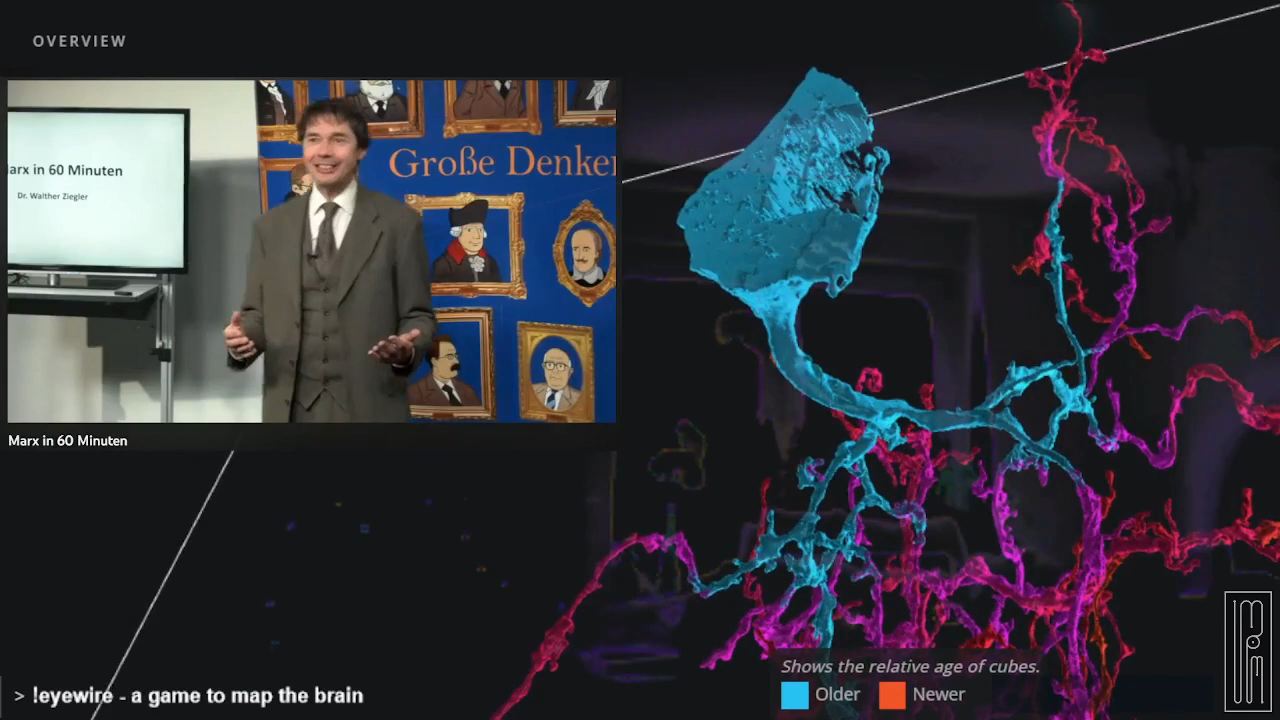 OVERVIEW
arx in 60 Minuten
Dr. Walther Ziegler
Große Denker
Marx in 60 Minuten
Shows the relative age of cubes.
Older
Newer
> !eyewire - a game to map the brain